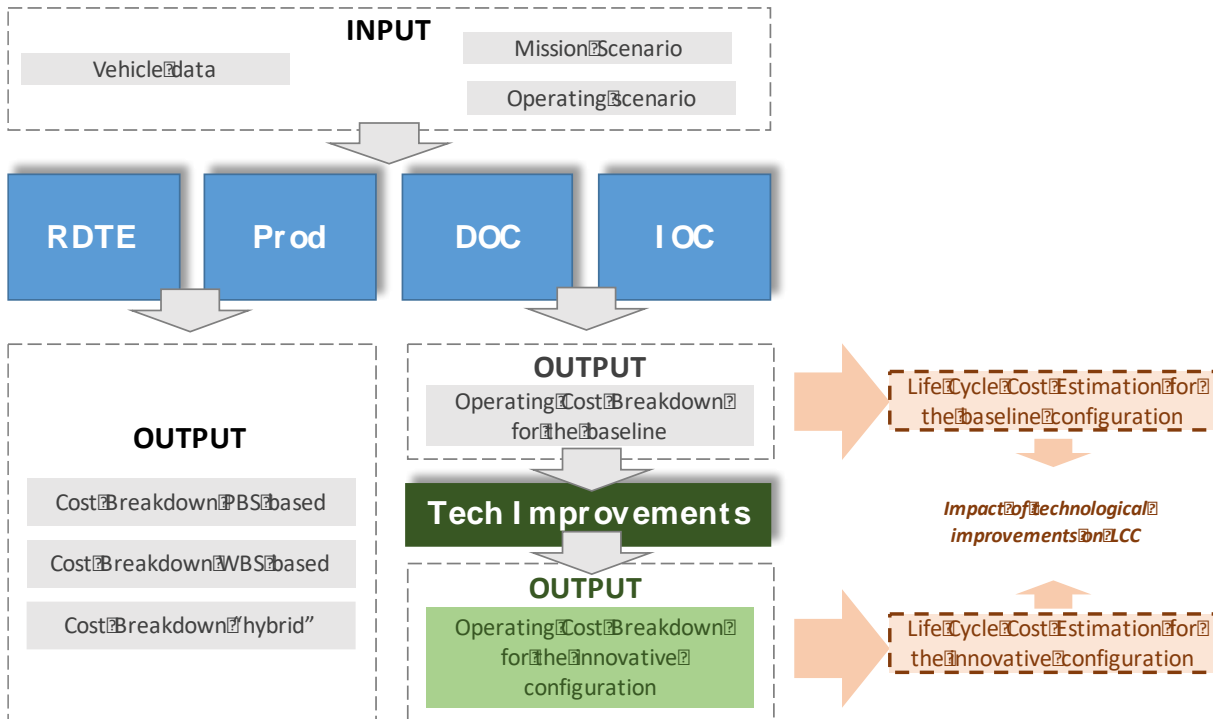 INPUT
Vehicle data
Mission Scenario
Operating scenario
RDTE
Prod
DOC
IOC
OUTPUT
Cost Breakdown PBS based
Cost Breakdown WBS based
Cost Breakdown “hybrid”
OUTPUT
Operating Cost Breakdown
for the baseline
Tech Improvements
OUTPUT
Operating Cost Breakdown
for the innovative
configuration
Life Cycle Cost Estimation for
the baseline configuration
Impact of technological
improvements on LCC
Life Cycle Cost Estimation for
the innovative configuration